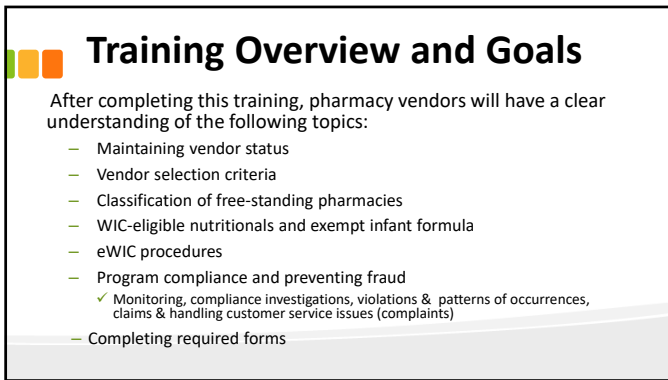 Training Overview and Goals
After completing this training, pharmacy vendors will have a clear
understanding of the following topics:
– Maintaining vendor status
– Vendor selection criteria
– Classification of free-standing pharmacies
– WIC-eligible nutritionals and exempt infant formula
– eWIC procedures
– Program compliance and preventing fraud
✓ Monitoring, compliance investigations, violations & patterns of occurrences,
claims & handling customer service issues (complaints)
– Completing required forms